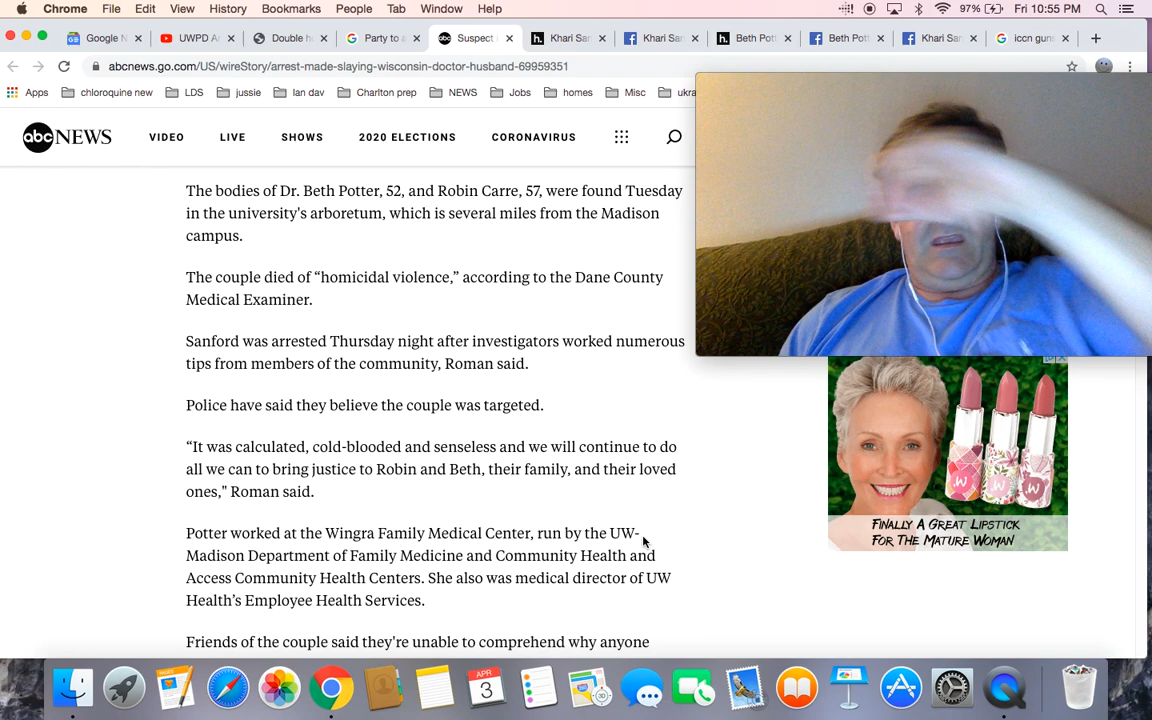 Chrome File Edit View History Bookmarks People Tab Window Help 97% Fri 10:55 PM
Google N UWPD A Double h Party to a Suspect Khari San Khari San Beth Pott Beth Pott Khari San iccn guns
abcnews.go.com/US/wireStory/arrest-made-slaying-wisconsin-doctor-husband-69959351
Apps chloroquine new LDS jussie Ian dav Charlton prep NEWS Jobs homes Misc ukra
abc NEWS VIDEO LIVE SHOWS 2020 ELECTIONS CORONAVIRUS
The bodies of Dr. Beth Potter, 52, and Robin Carre, 57, were found Tuesday
in the university's arboretum, which is several miles from the Madison
campus.
The couple died of “homicidal violence,” according to the Dane County
Medical Examiner.
Sanford was arrested Thursday night after investigators worked numerous
tips from members of the community, Roman said.
Police have said they believe the couple was targeted.
“It was calculated, cold-blooded and senseless and we will continue to do
all we can to bring justice to Robin and Beth, their family, and their loved
ones," Roman said.
Potter worked at the Wingra Family Medical Center, run by the UW-
Madison Department of Family Medicine and Community Health and
Access Community Health Centers. She also was medical director of UW
Health’s Employee Health Services.
Friends of the couple said they're unable to comprehend why anyone
FINALLY A GREAT LIPSTICK
FOR THE MATURE WOMAN
APR
3